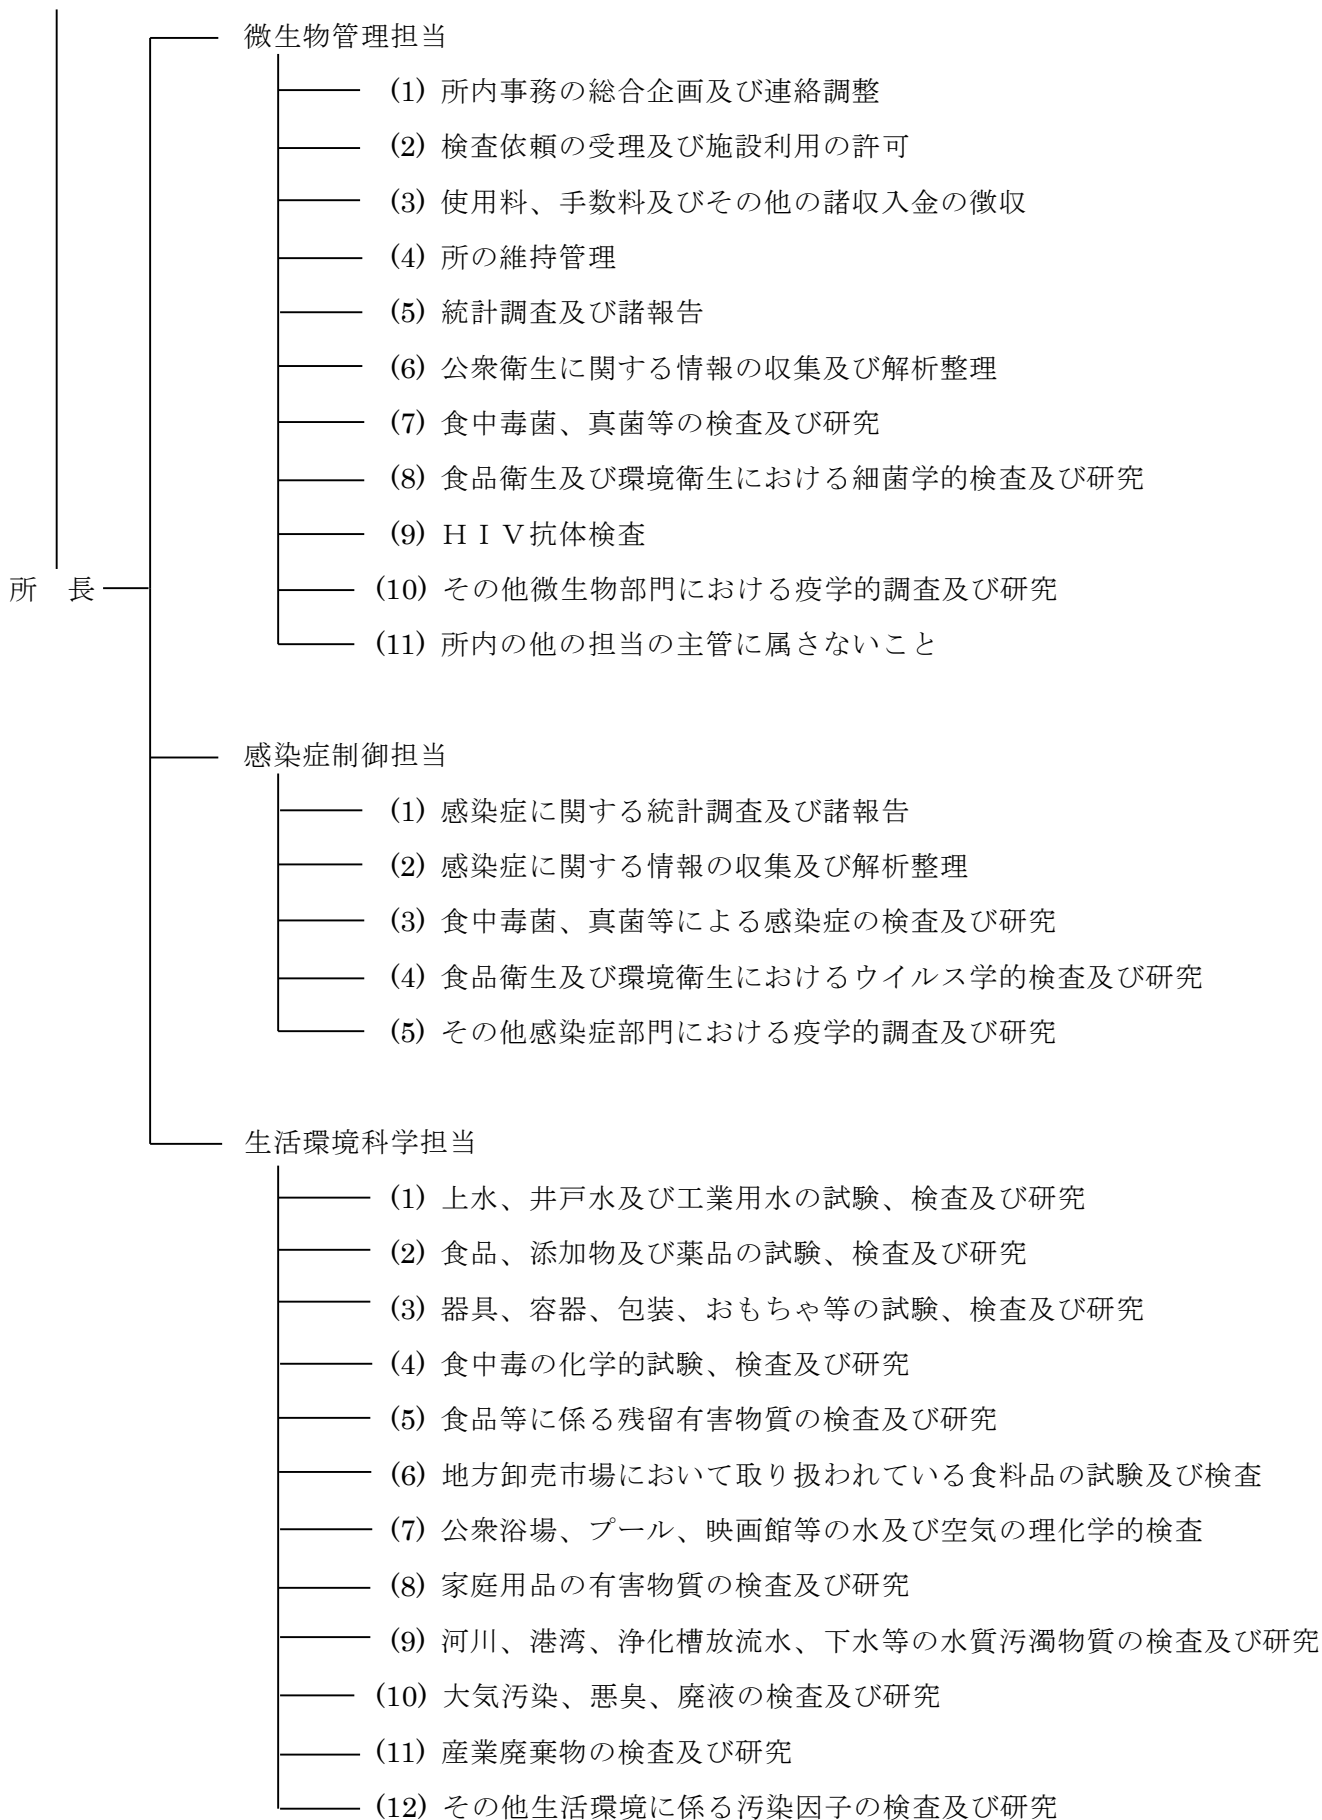 微生物管理担当
(1) 所内事務の総合企画及び連絡調整
(2) 検査依頼の受理及び施設利用の許可
(3) 使用料、手数料及びその他の諸収入金の徴収
(4) 所の維持管理
(5) 統計調査及び諸報告
(6) 公衆衛生に関する情報の収集及び解析整理
(7) 食中毒菌、真菌等の検査及び研究
(8) 食品衛生及び環境衛生における細菌学的検査及び研究
(9) ＨＩＶ抗体検査
所　長
(10) その他微生物部門における疫学的調査及び研究
(11) 所内の他の担当の主管に属さないこと
感染症制御担当
(1) 感染症に関する統計調査及び諸報告
(2) 感染症に関する情報の収集及び解析整理
(3) 食中毒菌、真菌等による感染症の検査及び研究
(4) 食品衛生及び環境衛生におけるウイルス学的検査及び研究
(5) その他感染症部門における疫学的調査及び研究
生活環境科学担当
(1) 上水、井戸水及び工業用水の試験、検査及び研究
(2) 食品、添加物及び薬品の試験、検査及び研究
(3) 器具、容器、包装、おもちゃ等の試験、検査及び研究
(4) 食中毒の化学的試験、検査及び研究
(5) 食品等に係る残留有害物質の検査及び研究
(6) 地方卸売市場において取り扱われている食料品の試験及び検査
(7) 公衆浴場、プール、映画館等の水及び空気の理化学的検査
(8) 家庭用品の有害物質の検査及び研究
(9) 河川、港湾、浄化槽放流水、下水等の水質汚濁物質の検査及び研究
(10) 大気汚染、悪臭、廃液の検査及び研究
(11) 産業廃棄物の検査及び研究
(12) その他生活環境に係る汚染因子の検査及び研究